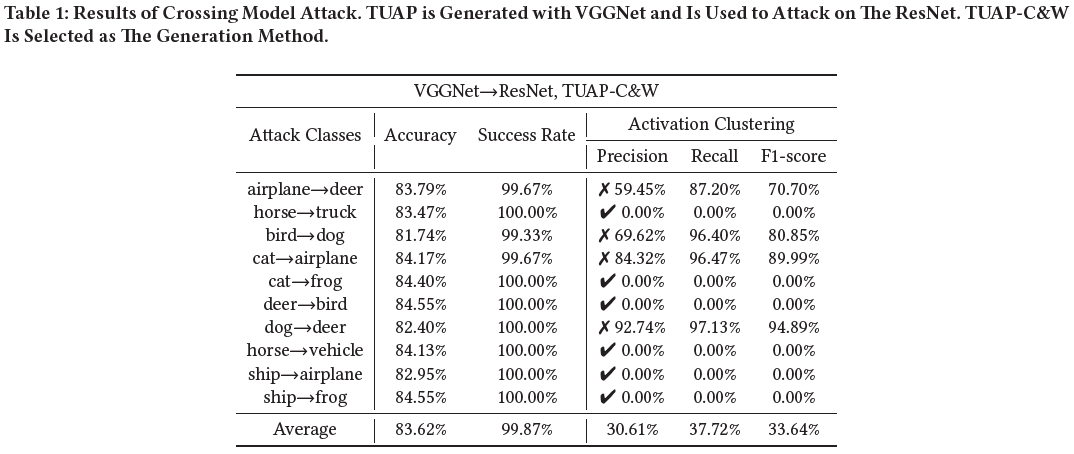 Table 1: Results of Crossing Model Attack. TUAP is Generated with VGGNet and Is Used to Attack on The ResNet. TUAP-C&W
Is Selected as The Generation Method.
VGGNet→ResNet, TUAP-C&W
Attack Classes Accuracy Success Rate Activation Clustering
Precision Recall F1-score
airplane→deer 83.79% 99.67% ✗ 59.45% 87.20% 70.70%
horse→truck 83.47% 100.00% ✔ 0.00% 0.00% 0.00%
bird→dog 81.74% 99.33% ✗ 69.62% 96.40% 80.85%
cat→airplane 84.17% 99.67% ✗ 84.32% 96.47% 89.99%
cat→frog 84.40% 100.00% ✔ 0.00% 0.00% 0.00%
deer→bird 84.55% 100.00% ✔ 0.00% 0.00% 0.00%
dog→deer 82.40% 100.00% ✗ 92.74% 97.13% 94.89%
horse→vehicle 84.13% 100.00% ✔ 0.00% 0.00% 0.00%
ship→airplane 82.95% 100.00% ✔ 0.00% 0.00% 0.00%
ship→frog 84.55% 100.00% ✔ 0.00% 0.00% 0.00%
Average 83.62% 99.87% 30.61% 37.72% 33.64%